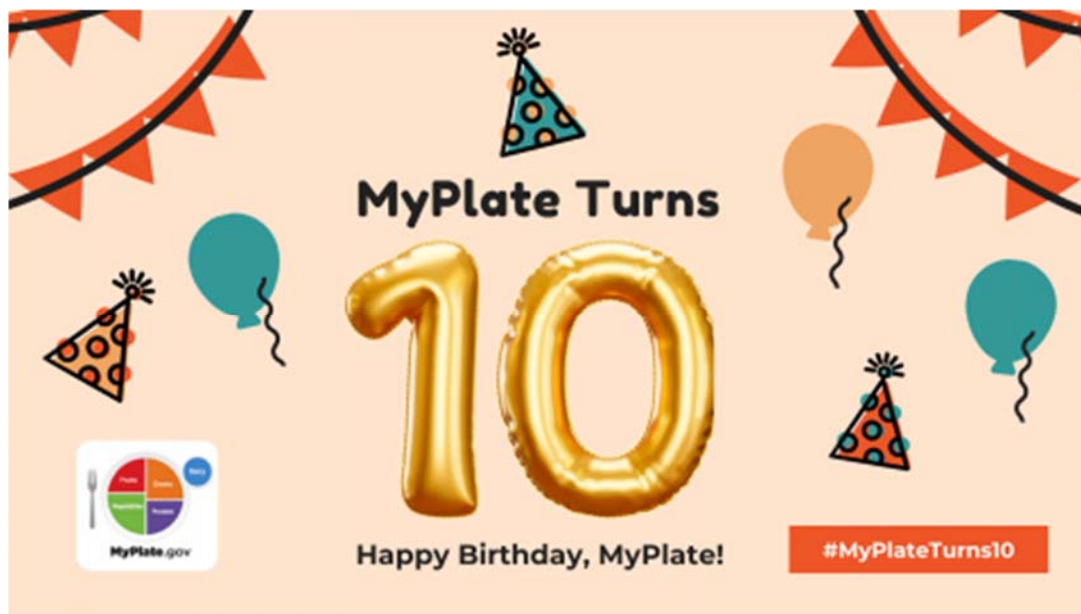 MyPlate Turns
10
Happy Birthday, MyPlate!
Fruits
Grains
Vegetables
Protein
Dairy
MyPlate.gov
#MyPlateTurns10